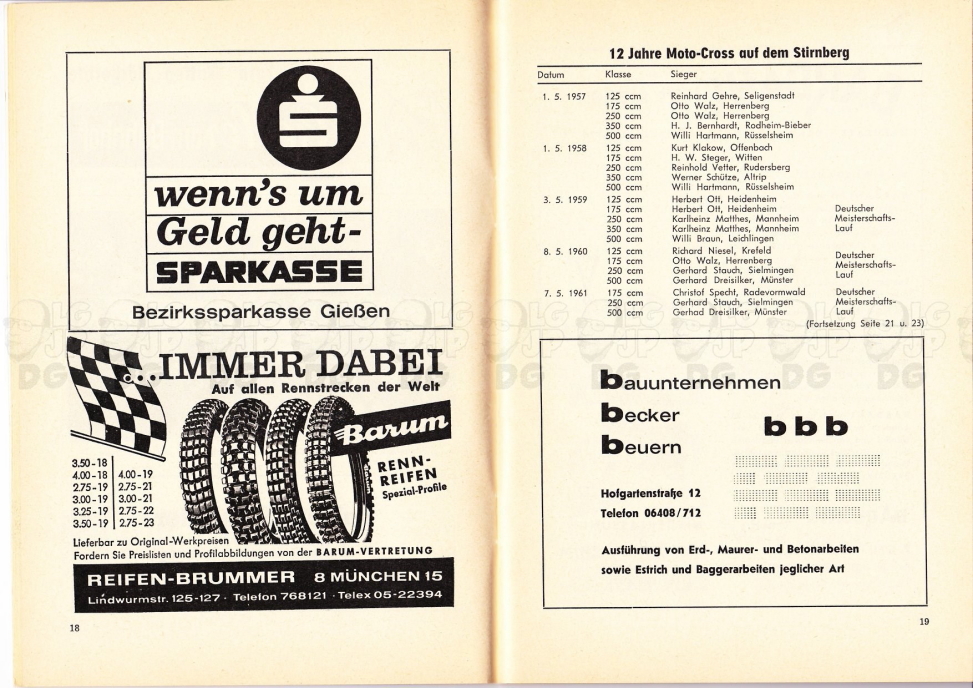 wenn's um
Geld geht-
SPARKASSE
Bezirkssparkasse Gießen
...IMMER DABEI
Auf allen Rennstrecken der Welt
Barum
RENN-
REIFEN
Spezial-Profile
3.50-18
4.00-18 4.00-19
2.75-19 2.75-21
3.00-19 3.00-21
3.25-19 2.75-22
3.50-19 2.75-23
Lieferbar zu Original-Werkpreisen
Fordern Sie Preislisten und Profilabbildungen von der BARUM-VERTRETUNG
REIFEN-BRUMMER 8 MÜNCHEN 15
Lindwurmstr. 125-127 · Telefon 768121 · Telex 05-22394
18
12 Jahre Moto-Cross auf dem Stirnberg
Datum Klasse Sieger
1. 5. 1957 125 ccm Reinhard Gehre, Seligenstadt
175 ccm Otto Walz, Herrenberg
250 ccm Otto Walz, Herrenberg
350 ccm H. J. Bernhardt, Rodheim-Bieber
500 ccm Willi Hartmann, Rüsselsheim
1. 5. 1958 125 ccm Kurt Klakow, Offenbach
175 ccm H. W. Steger, Witten
250 ccm Reinhold Vetter, Rudersberg
350 ccm Werner Schütze, Altrip
500 ccm Willi Hartmann, Rüsselsheim
3. 5. 1959 125 ccm Herbert Ott, Heidenheim
175 ccm Herbert Ott, Heidenheim Deutscher
250 ccm Karlheinz Matthes, Mannheim Meisterschafts-
350 ccm Karlheinz Matthes, Mannheim Lauf
500 ccm Willi Braun, Leichlingen
8. 5. 1960 125 ccm Richard Niesel, Krefeld Deutscher
175 ccm Otto Walz, Herrenberg Meisterschafts-
250 ccm Gerhard Stauch, Sielmingen Lauf
500 ccm Gerhard Dreisilker, Münster
7. 5. 1961 175 ccm Christof Specht, Radevormwald Deutscher
250 ccm Gerhard Stauch, Sielmingen Meisterschafts-
500 ccm Gerhad Dreisilker, Münster Lauf
(Fortsetzung Seite 21 u. 23)
bauunternehmen
becker
beuern
b b b
Hofgartenstraße 12
Telefon 06408/712
Ausführung von Erd-, Maurer- und Betonarbeiten
sowie Estrich und Baggerarbeiten jeglicher Art
19